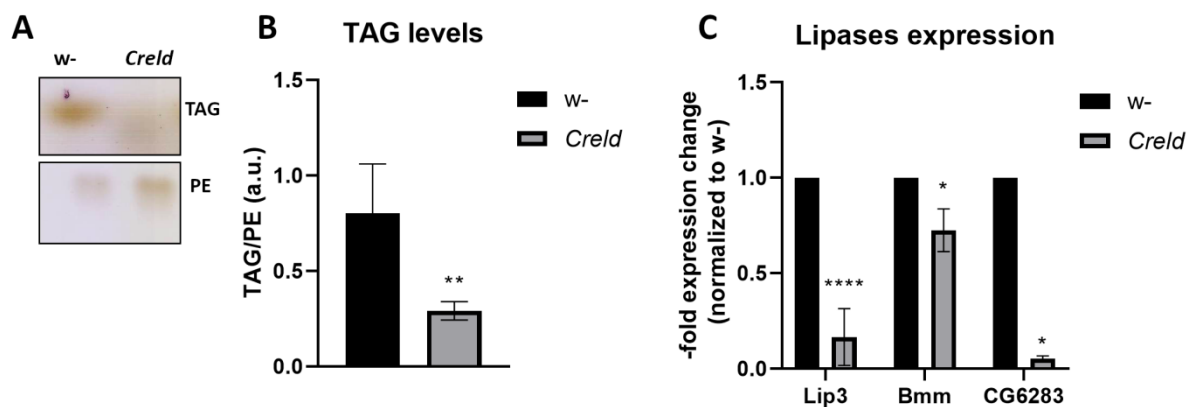 A
w- Creld
TAG
PE
B
TAG levels
TAG/PE (a.u.)
1.5
1.0
0.5
0.0
**
w-
Creld
C
Lipases expression
-fold expression change
(normalized to w-)
1.5
1.0
0.5
0.0
****
*
*
Lip3 Bmm CG6283
w-
Creld